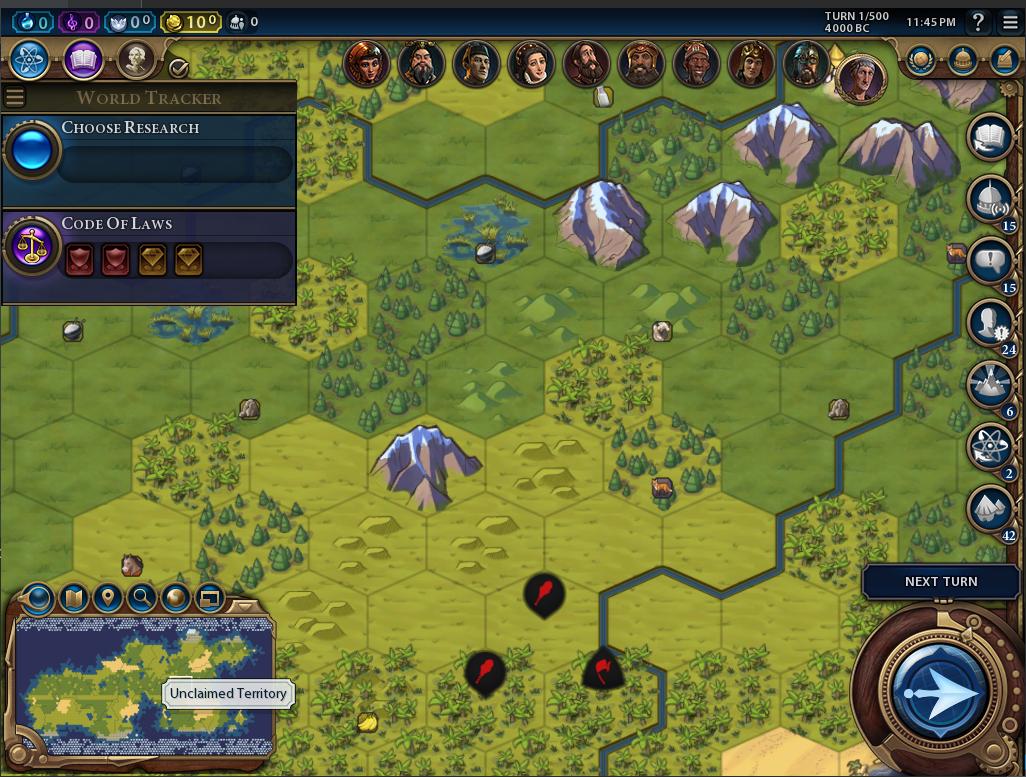 0 0 0⁰ 10⁰ 0
TURN 1/500
4000 BC
11:45 PM
?
WORLD TRACKER
CHOOSE RESEARCH
CODE OF LAWS
15
15
24
6
2
42
NEXT TURN
Unclaimed Territory